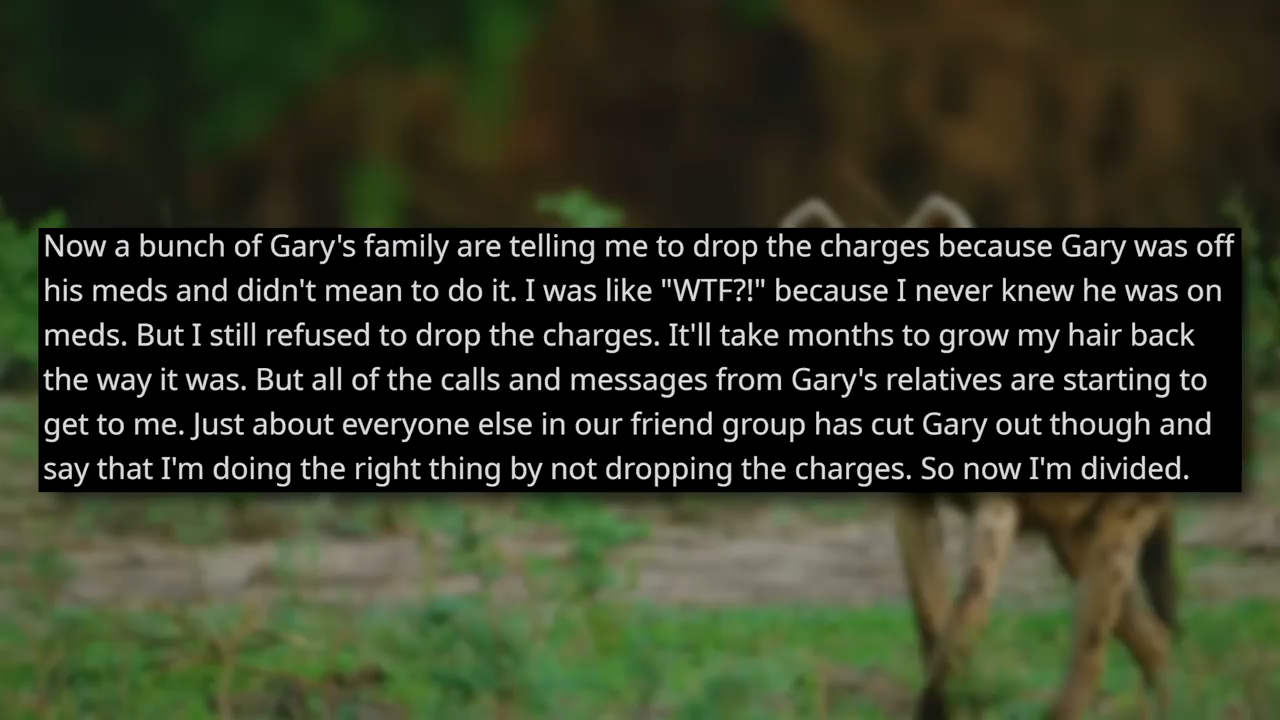 Now a bunch of Gary's family are telling me to drop the charges because Gary was off
his meds and didn't mean to do it. I was like "WTF?!" because I never knew he was on
meds. But I still refused to drop the charges. It'll take months to grow my hair back
the way it was. But all of the calls and messages from Gary's relatives are starting to
get to me. Just about everyone else in our friend group has cut Gary out though and
say that I'm doing the right thing by not dropping the charges. So now I'm divided.